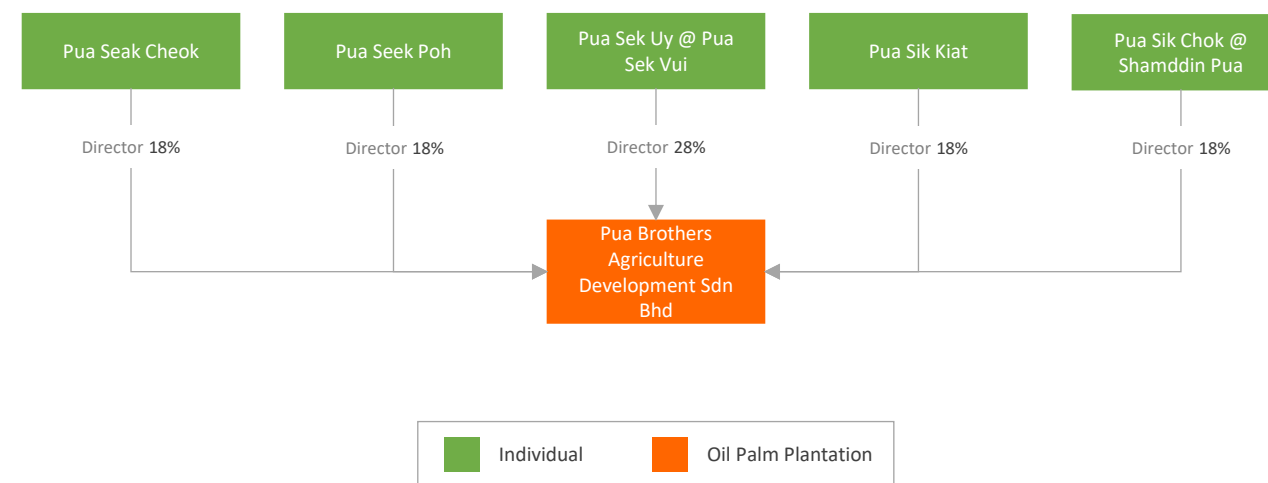 Pua Seak Cheok
Pua Seek Poh
Pua Sek Uy @ Pua
Sek Vui
Pua Sik Kiat
Pua Sik Chok @
Shamddin Pua
Director 18%
Director 18%
Director 28%
Director 18%
Director 18%
Pua Brothers
Agriculture
Development Sdn
Bhd
Individual
Oil Palm Plantation